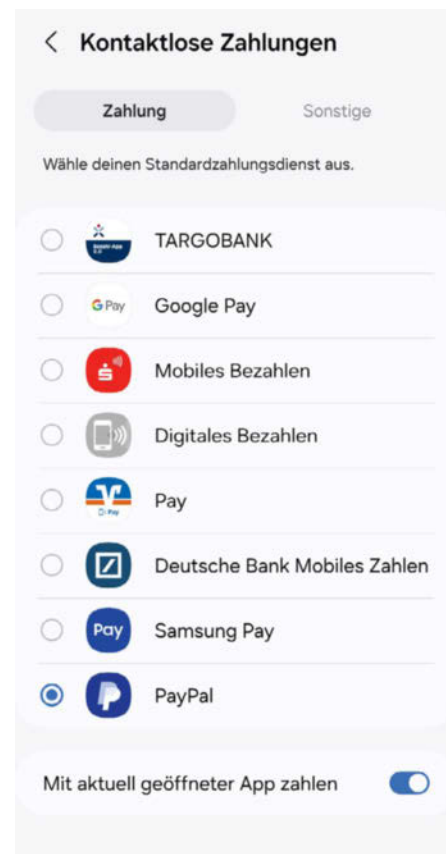 Kontaktlose Zahlungen
Zahlung Sonstige
Wähle deinen Standardzahlungsdienst aus.
TARGOBANK
G Pay Google Pay
Mobiles Bezahlen
Digitales Bezahlen
Pay Pay
Deutsche Bank Mobiles Zahlen
Pay Samsung Pay
PayPal
Mit aktuell geöffneter App zahlen